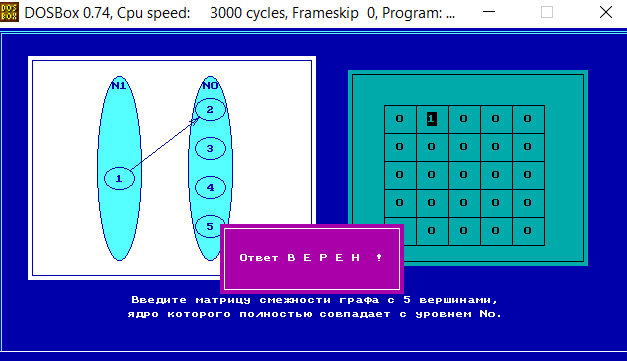 DOSBox 0.74, Cpu speed: 3000 cycles, Frameskip 0, Program: ...
N1 N0
2
3
1
4
5
0 1 0 0 0
0 0 0 0 0
0 0 0 0 0
0 0 0 0 0
0 0 0 0
Ответ В Е Р Е Н !
Введите матрицу смежности графа с 5 вершинами,
ядро которого полностью совпадает с уровнем No.